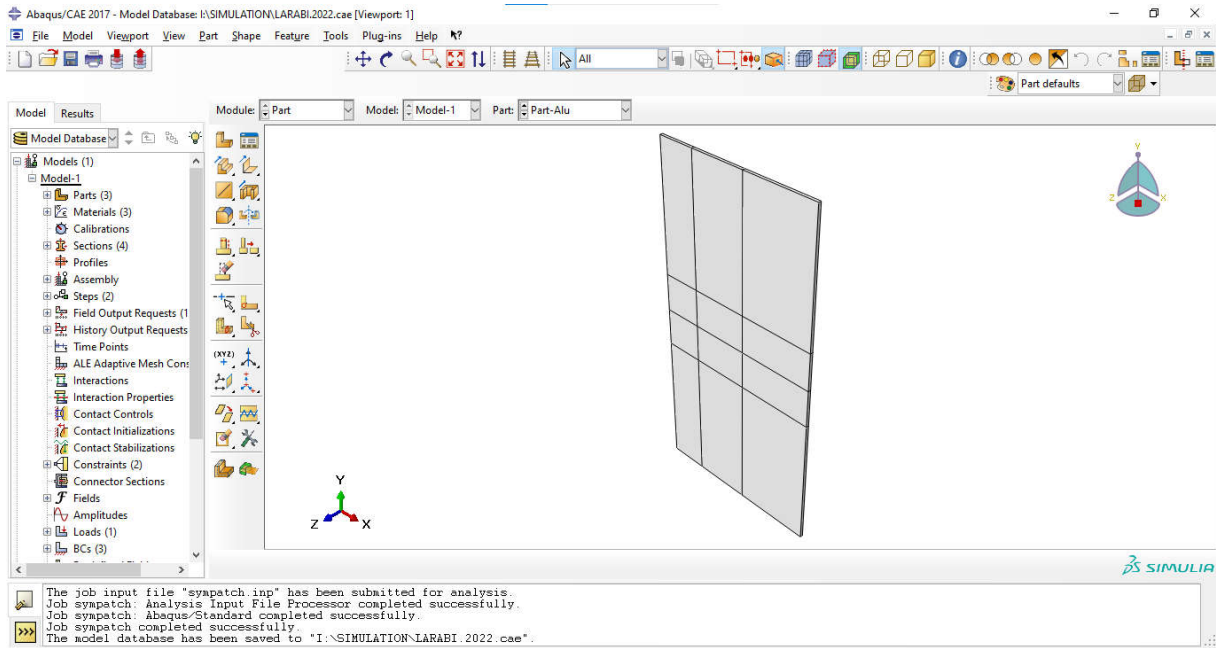 Abaqus/CAE 2017 - Model Database: I:\SIMULATION\LARABI.2022.cae [Viewport: 1]
File Model Viewport View Part Shape Feature Tools Plug-ins Help
All
Part defaults
Model Results
Module: Part Model: Model-1 Part: Part-Alu
Model Database
Models (1)
Model-1
Parts (3)
Materials (3)
Calibrations
Sections (4)
Profiles
Assembly
Steps (2)
Field Output Requests (1
History Output Requests
Time Points
ALE Adaptive Mesh Cons
Interactions
Interaction Properties
Contact Controls
Contact Initializations
Contact Stabilizations
Constraints (2)
Connector Sections
Fields
Amplitudes
Loads (1)
BCs (3)
(XYZ)
Y
Z X
Y
Z X
SIMULIA
The job input file "sympatch.inp" has been submitted for analysis.
Job sympatch: Analysis Input File Processor completed successfully.
Job sympatch: Abaqus/Standard completed successfully.
Job sympatch completed successfully.
The model database has been saved to "I:\SIMULATION\LARABI.2022.cae".